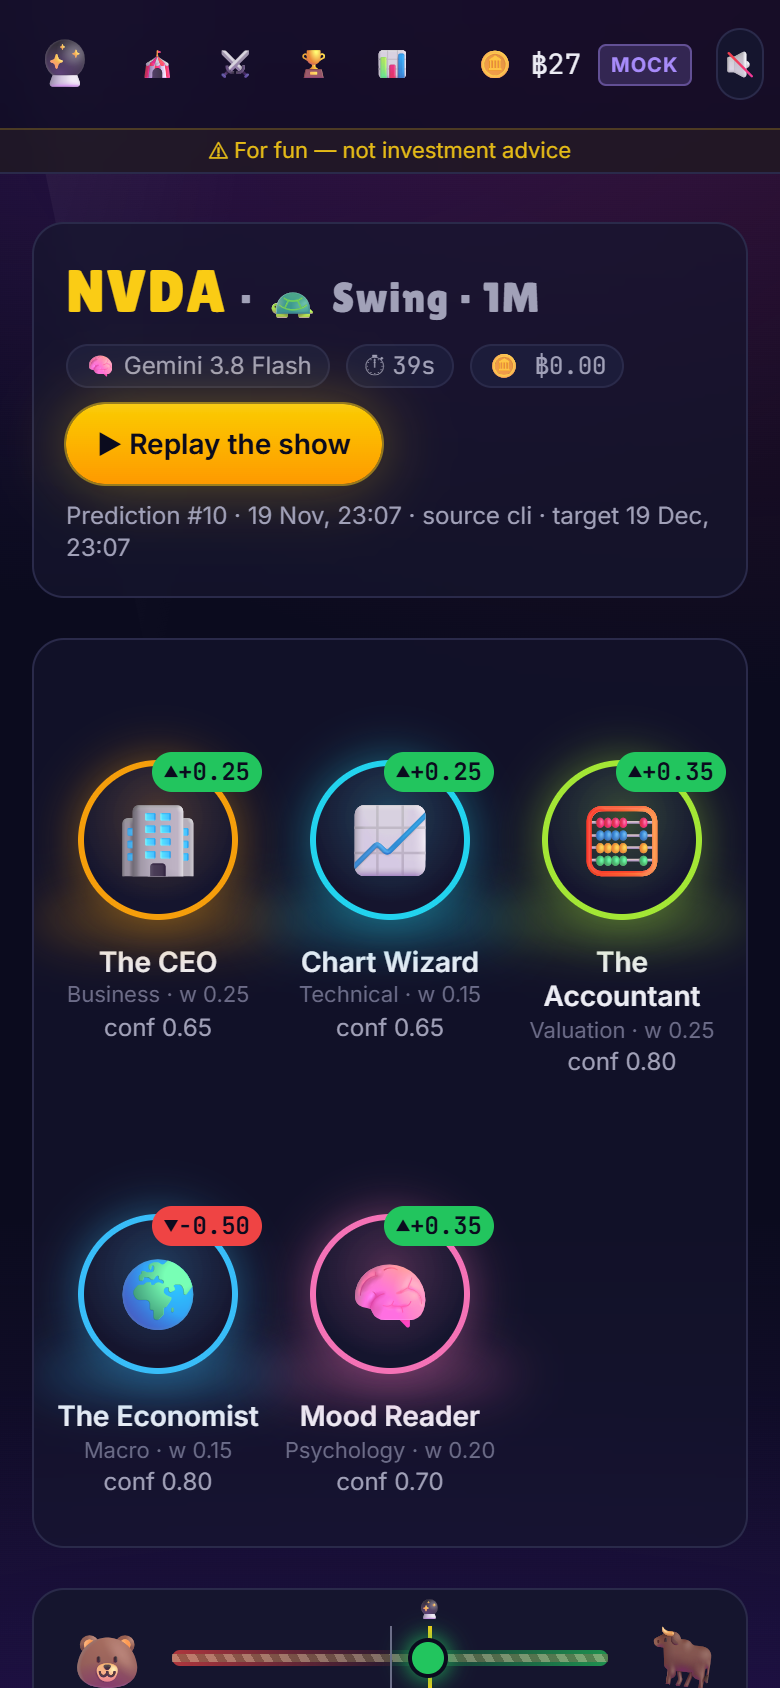 ฿27 MOCK
⚠ For fun — not investment advice
NVDA · Swing · 1M
Gemini 3.8 Flash
39s
฿0.00
▶ Replay the show
Prediction #10 · 19 Nov, 23:07 · source cli · target 19 Dec,
23:07
▲+0.25
The CEO
Business · w 0.25
conf 0.65
▲+0.25
Chart Wizard
Technical · w 0.15
conf 0.65
▲+0.35
The
Accountant
Valuation · w 0.25
conf 0.80
▼-0.50
The Economist
Macro · w 0.15
conf 0.80
▲+0.35
Mood Reader
Psychology · w 0.20
conf 0.70